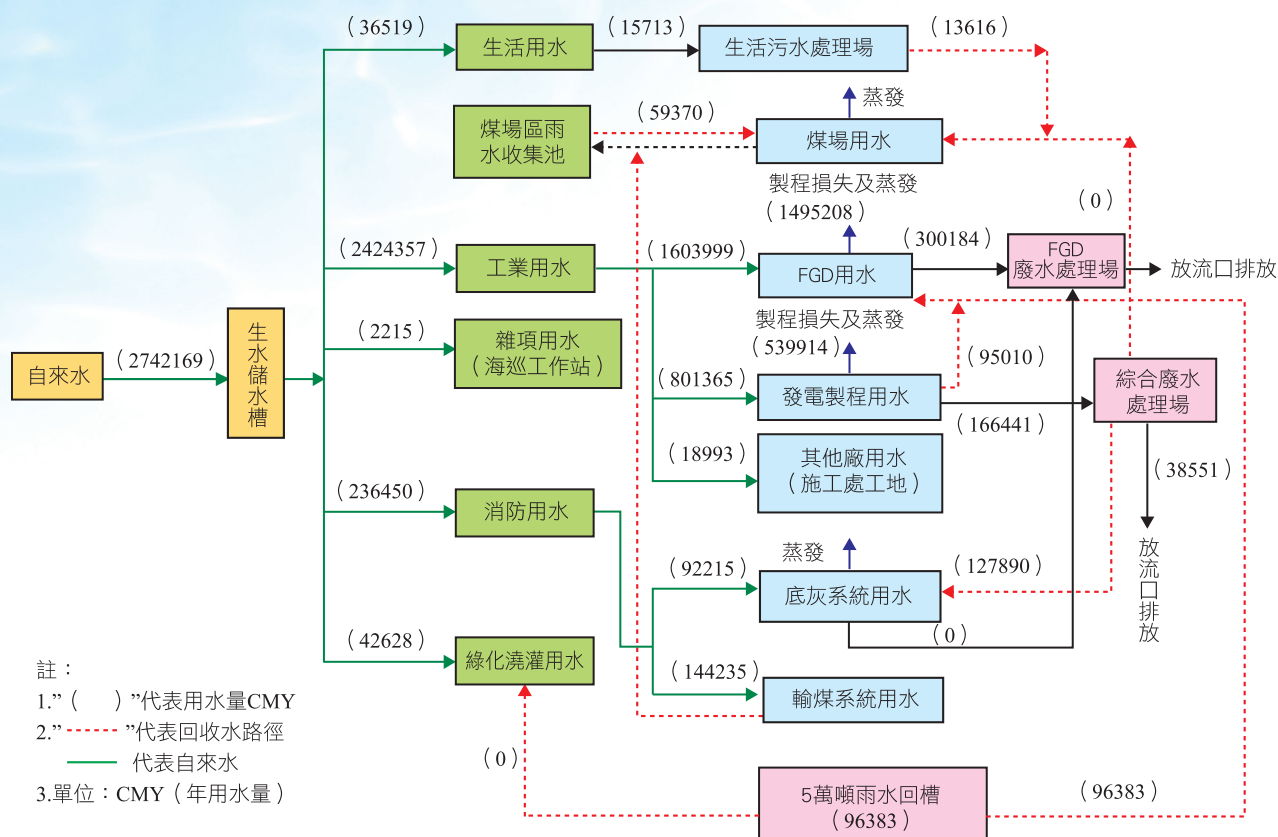 （36519）
生活用水
（15713）
生活污水處理場
（13616）
蒸發
煤場區雨
水收集池
（59370）
煤場用水
製程損失及蒸發
（1495208）
（0）
（2424357）
工業用水
（1603999）
FGD用水
（300184）
FGD
廢水處理場
放流口排放
（2215）
雜項用水
（海巡工作站）
製程損失及蒸發
（539914）
（95010）
自來水
（2742169）
生水儲水槽
（801365）
發電製程用水
（166441）
綜合廢水
處理場
（18993）
其他廠用水
（施工處工地）
（38551）
放流口排放
（236450）
消防用水
蒸發
（92215）
底灰系統用水
（127890）
（0）
（42628）
綠化澆灌用水
（144235）
輸煤系統用水
（0）
5萬噸雨水回槽
（96383）
（96383）
註：
1.”（　　）”代表用水量CMY
2.”　　　　”代表回收水路徑
代表自來水
3.單位：CMY（年用水量）